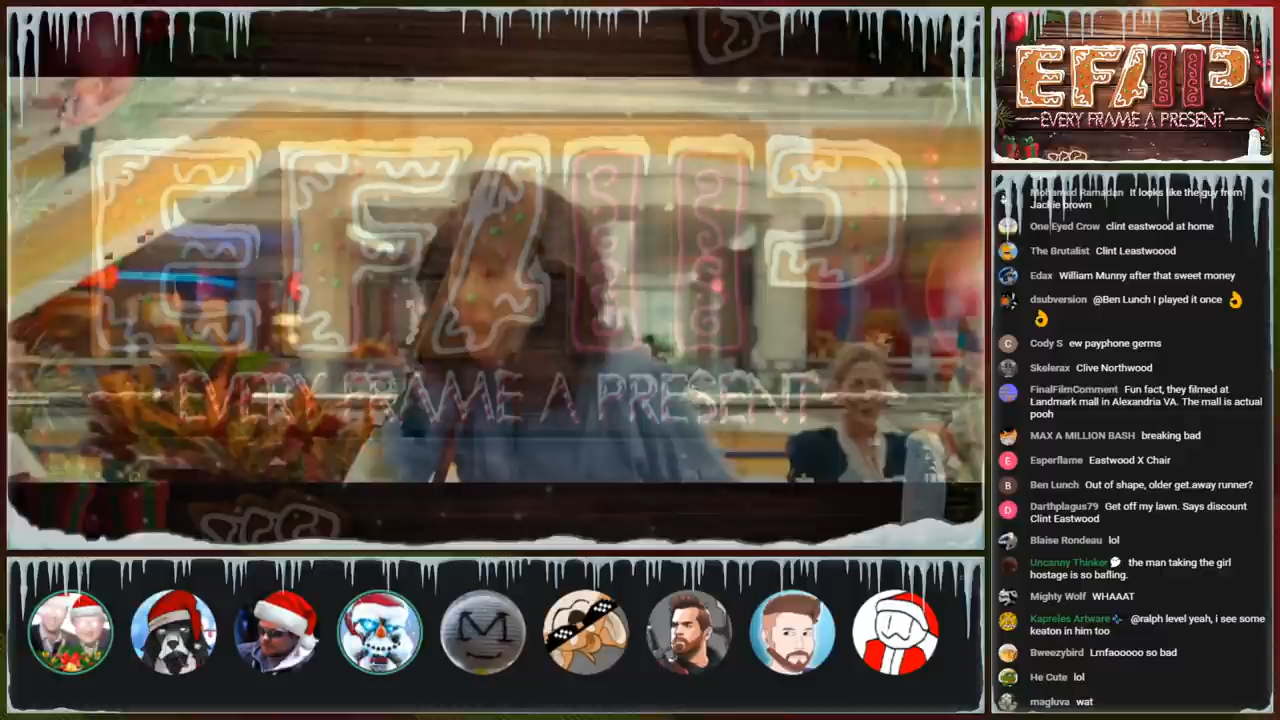 EFAP
EVERY FRAME A PRESENT
EFAP
EVERY FRAME A PRESENT
Mohamed Ramadan It looks like the guy from
Jackie brown
One Eyed Crow clint eastwood at home
The Brutalist Clint Leastwoood
Edax William Munny after that sweet money
dsubversion @Ben Lunch I played it once 👌
👌
C Cody S ew payphone germs
Skelerax Clive Northwood
FinalFilmComment Fun fact, they filmed at
Landmark mall in Alexandria VA. The mall is actual
pooh
MAX A MILLION BASH breaking bad
E Esperflame Eastwood X Chair
B Ben Lunch Out of shape, older get.away runner?
D Darthplagus79 Get off my lawn. Says discount
Clint Eastwood
Blaise Rondeau lol
Uncanny Thinker the man taking the girl
hostage is so bafling.
Mighty Wolf WHAAAT
Kapreles Artware @ralph level yeah, i see some
keaton in him too
Bweezybird Lmfaoooo so bad
He Cute lol
magluva wat
M